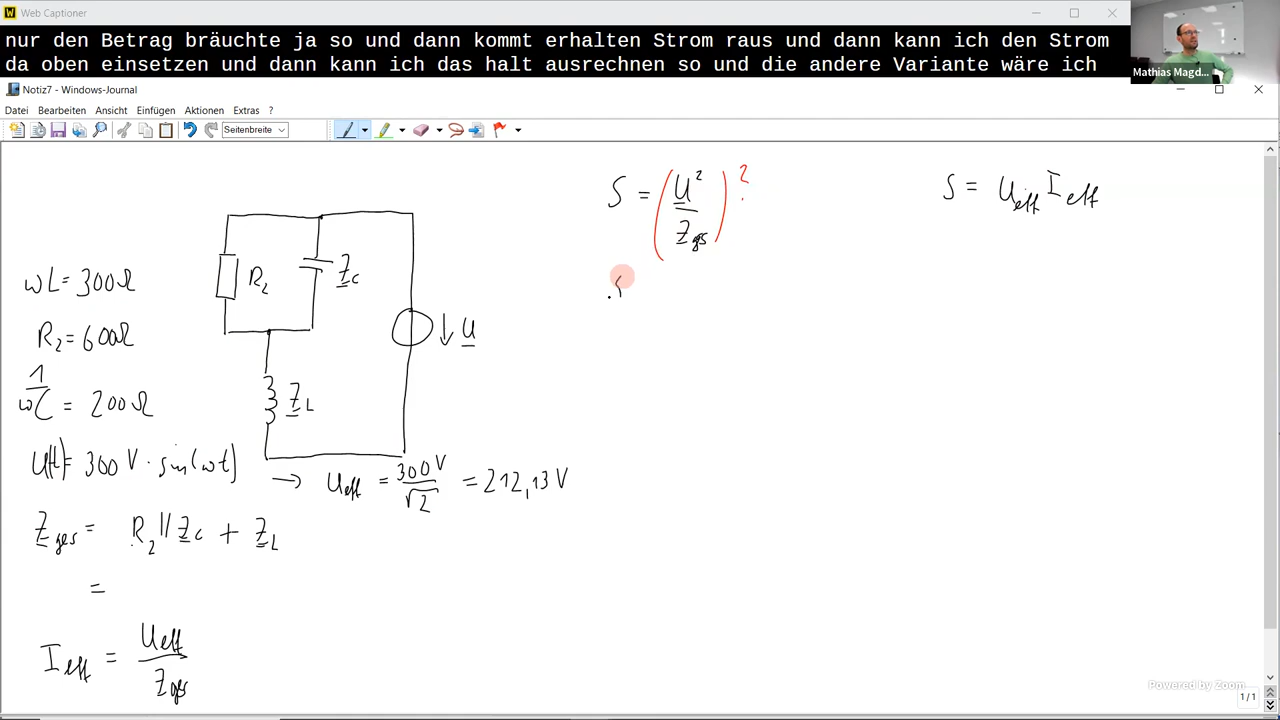 Web Captioner
nur den Betrag bräuchte ja so und dann kommt erhalten Strom raus und dann kann ich den Strom
da oben einsetzen und dann kann ich das halt ausrechnen so und die andere Variante wäre ich
Mathias Magd...
Notiz7 - Windows-Journal
Datei Bearbeiten Ansicht Einfügen Aktionen Extras ?
Seitenbreite
S = (U²/Zges)?
S = Ueff Ieff
S
R2
ZC
ωL = 300Ω
R2 = 600Ω
U
1/ωC = 200Ω
ZL
U(t) = 300V · sin(ωt)
→ Ueff = 300V/√2 = 212,13V
Zges = R2 || ZC + ZL
=
Ieff = Ueff/Zges
Powered by Zoom
1/1